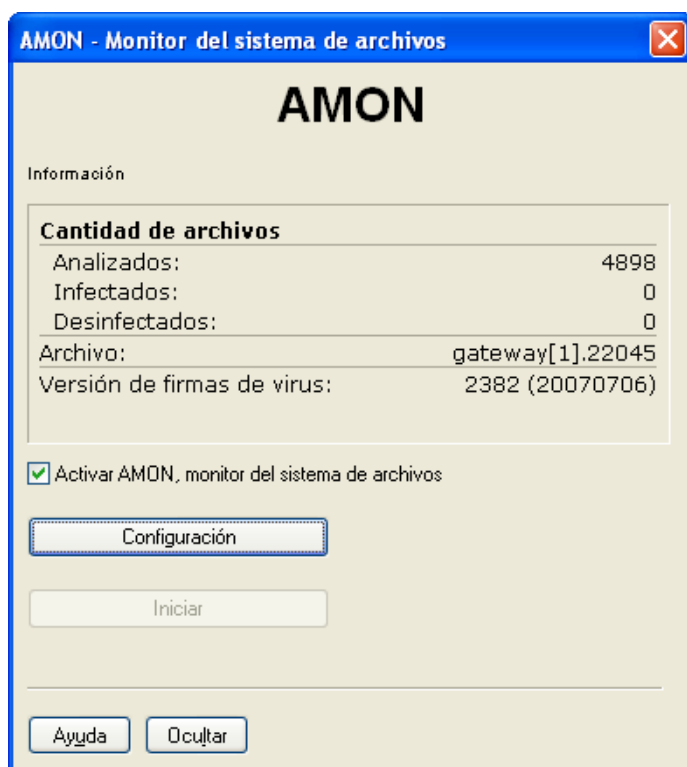 AMON - Monitor del sistema de archivos
AMON
Información
Cantidad de archivos
Analizados: 4898
Infectados: 0
Desinfectados: 0
Archivo: gateway[1].22045
Versión de firmas de virus: 2382 (20070706)
Activar AMON, monitor del sistema de archivos
Configuración
Iniciar
Ayuda Ocultar